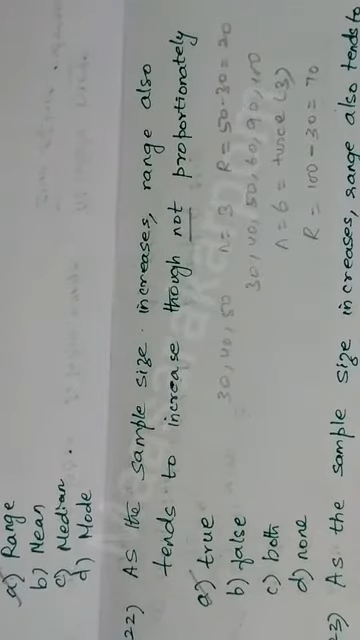 a) Range
b) Mean
c) Median
d) Mode
22) As the sample size increases, range also
tends to increase though not proportionately
a) true
b) false
c) both
d) none
30, 40, 50 n = 3 R = 50-30 = 20
30, 40, 50, 60, 90, 100
n = 6 = twice (3)
R = 100 - 30 = 70
23) As the sample size increases, range also tends to